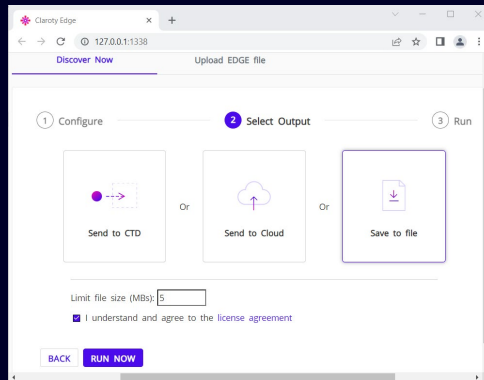 Claroty Edge
127.0.0.1:1338
Discover Now
Upload EDGE file
1 Configure
2 Select Output
3 Run
Send to CTD
Or
Send to Cloud
Or
Save to file
Limit file size (MBs): 5
I understand and agree to the license agreement
BACK
RUN NOW